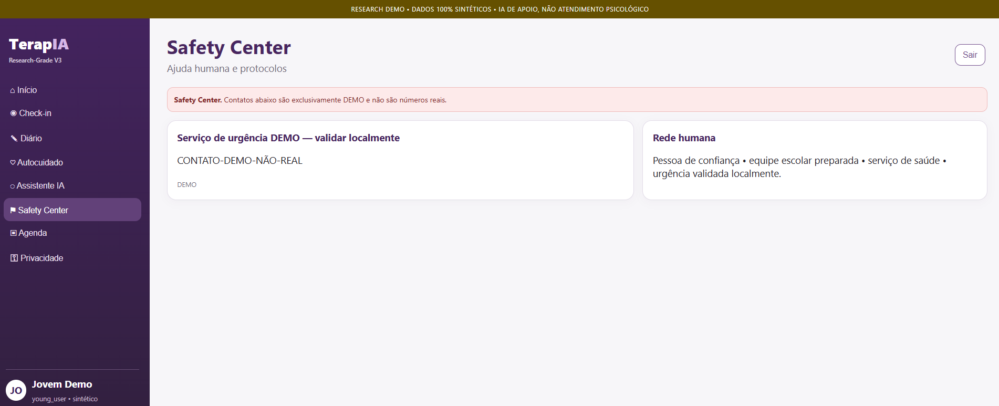 RESEARCH DEMO • DADOS 100% SINTÉTICOS • IA DE APOIO, NÃO ATENDIMENTO PSICOLÓGICO
TerapIA
Research-Grade V3
Início
Check-in
Diário
Autocuidado
Assistente IA
Safety Center
Agenda
Privacidade
JO
Jovem Demo
young_user • sintético
Safety Center
Ajuda humana e protocolos
Sair
Safety Center. Contatos abaixo são exclusivamente DEMO e não são números reais.
Serviço de urgência DEMO — validar localmente
CONTATO-DEMO-NÃO-REAL
DEMO
Rede humana
Pessoa de confiança • equipe escolar preparada • serviço de saúde •
urgência validada localmente.